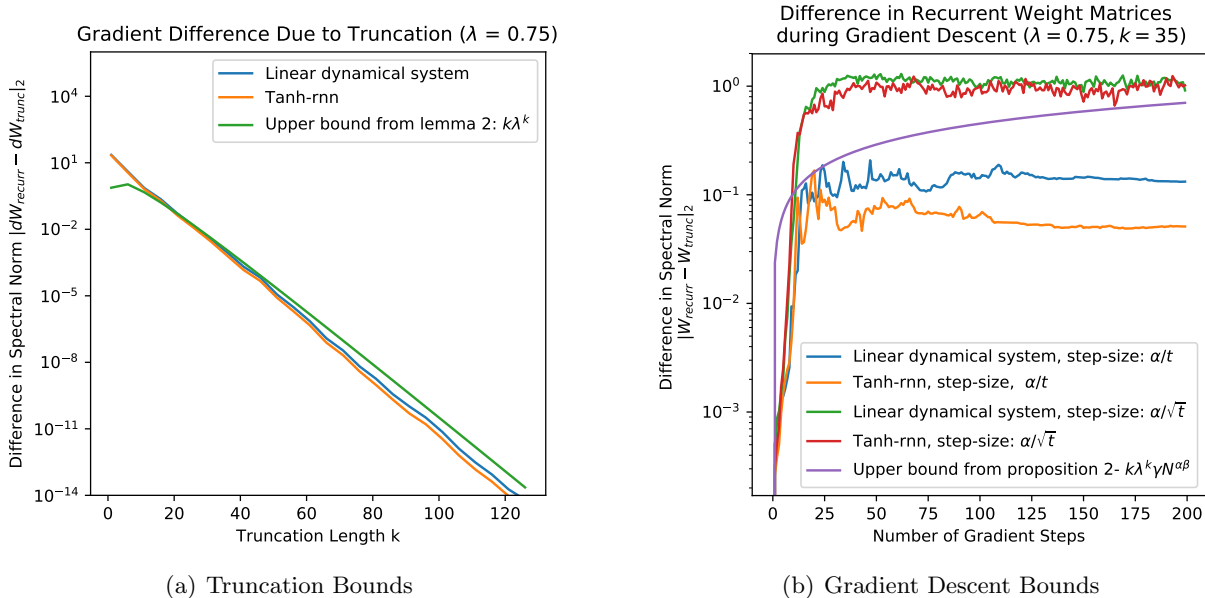 Gradient Difference Due to Truncation (λ = 0.75)
Linear dynamical system
Tanh-rnn
Upper bound from lemma 2: kλ^k
Difference in Spectral Norm |dW_recurr − dW_trunc|_2
10^4
10^1
10^−2
10^−5
10^−8
10^−11
10^−14
0 20 40 60 80 100 120
Truncation Length k
(a) Truncation Bounds
Difference in Recurrent Weight Matrices
during Gradient Descent (λ = 0.75, k = 35)
Difference in Spectral Norm
|W_recurr − W_trunc|_2
10^0
10^−1
10^−2
10^−3
Linear dynamical system, step-size: α/t
Tanh-rnn, step-size, α/t
Linear dynamical system, step-size: α/√t
Tanh-rnn, step-size: α/√t
Upper bound from proposition 2- kλ^kγN^αβ
0 25 50 75 100 125 150 175 200
Number of Gradient Steps
(b) Gradient Descent Bounds